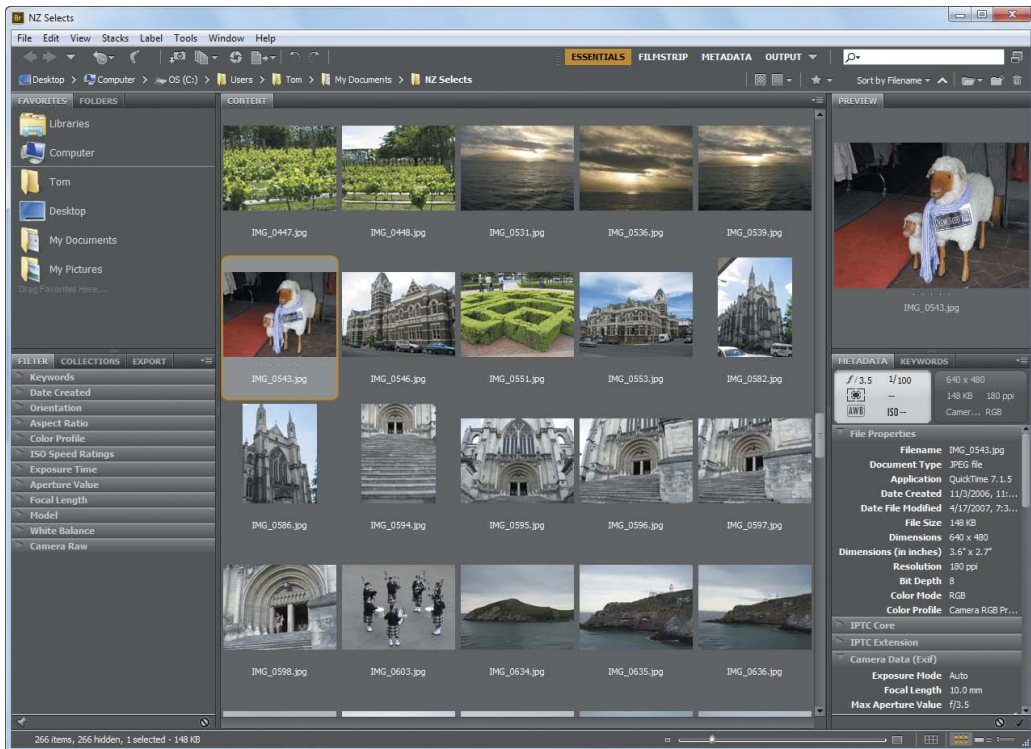 Br NZ Selects
File Edit View Stacks Label Tools Window Help
ESSENTIALS FILMSTRIP METADATA OUTPUT
Desktop > Computer > OS (C:) > Users > Tom > My Documents > NZ Selects
Sort by Filename
FAVORITES FOLDERS
Libraries
Computer
Tom
Desktop
My Documents
My Pictures
Drag Favorites Here...
FILTER COLLECTIONS EXPORT
Keywords
Date Created
Orientation
Aspect Ratio
Color Profile
ISO Speed Ratings
Exposure Time
Aperture Value
Focal Length
Model
White Balance
Camera Raw
CONTENT
IMG_0447.jpg IMG_0448.jpg IMG_0531.jpg IMG_0536.jpg IMG_0539.jpg
IMG_0543.jpg IMG_0546.jpg IMG_0551.jpg IMG_0553.jpg IMG_0582.jpg
IMG_0586.jpg IMG_0594.jpg IMG_0595.jpg IMG_0596.jpg IMG_0597.jpg
IMG_0598.jpg IMG_0603.jpg IMG_0634.jpg IMG_0635.jpg IMG_0636.jpg
PREVIEW
IMG_0543.jpg
METADATA KEYWORDS
f/3.5 1/100 640 x 480
-- 148 KB 180 ppi
AWB ISO -- Camer... RGB
File Properties
Filename IMG_0543.jpg
Document Type JPEG file
Application QuickTime 7.1.5
Date Created 11/3/2006, 11:...
Date File Modified 4/17/2007, 7:3...
File Size 148 KB
Dimensions 640 x 480
Dimensions (in inches) 3.6" x 2.7"
Resolution 180 ppi
Bit Depth 8
Color Mode RGB
Color Profile Camera RGB Pr...
IPTC Core
IPTC Extension
Camera Data (Exif)
Exposure Mode Auto
Focal Length 10.0 mm
Max Aperture Value f/3.5
266 items, 266 hidden, 1 selected - 148 KB